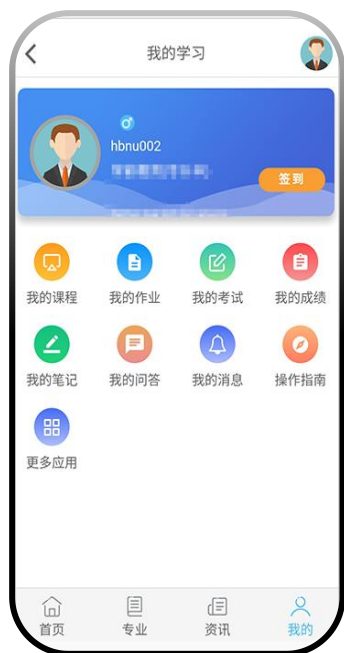 我的学习
hbnu002
签到
我的课程 我的作业 我的考试 我的成绩
我的笔记 我的问答 我的消息 操作指南
更多应用
首页 专业 资讯 我的